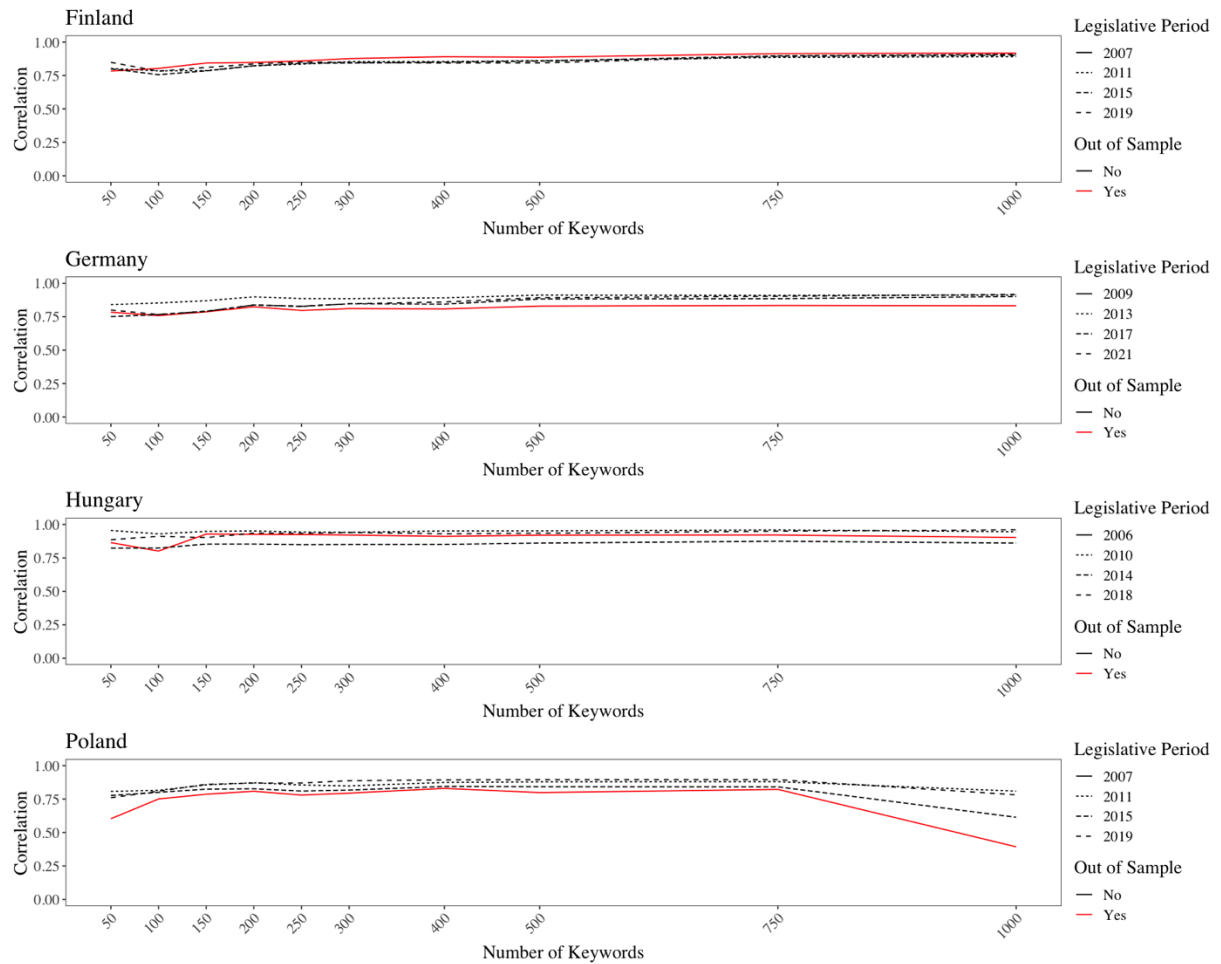 Finland
Correlation
1.00
0.75
0.50
0.25
0.00
50 100 150 200 250 300 400 500 750 1000
Number of Keywords
Legislative Period
2007
2011
2015
2019
Out of Sample
No
Yes
Germany
Correlation
1.00
0.75
0.50
0.25
0.00
50 100 150 200 250 300 400 500 750 1000
Number of Keywords
Legislative Period
2009
2013
2017
2021
Out of Sample
No
Yes
Hungary
Correlation
1.00
0.75
0.50
0.25
0.00
50 100 150 200 250 300 400 500 750 1000
Number of Keywords
Legislative Period
2006
2010
2014
2018
Out of Sample
No
Yes
Poland
Correlation
1.00
0.75
0.50
0.25
0.00
50 100 150 200 250 300 400 500 750 1000
Number of Keywords
Legislative Period
2007
2011
2015
2019
Out of Sample
No
Yes